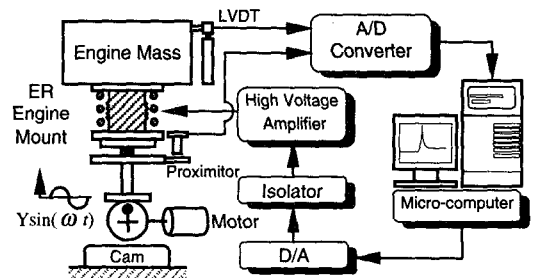 LVDT
Engine Mass
A/D
Converter
ER
Engine
Mount
High Voltage
Amplifier
Proximitor
Isolator
Micro-computer
Ysin( ω t)
Motor
D/A
Cam